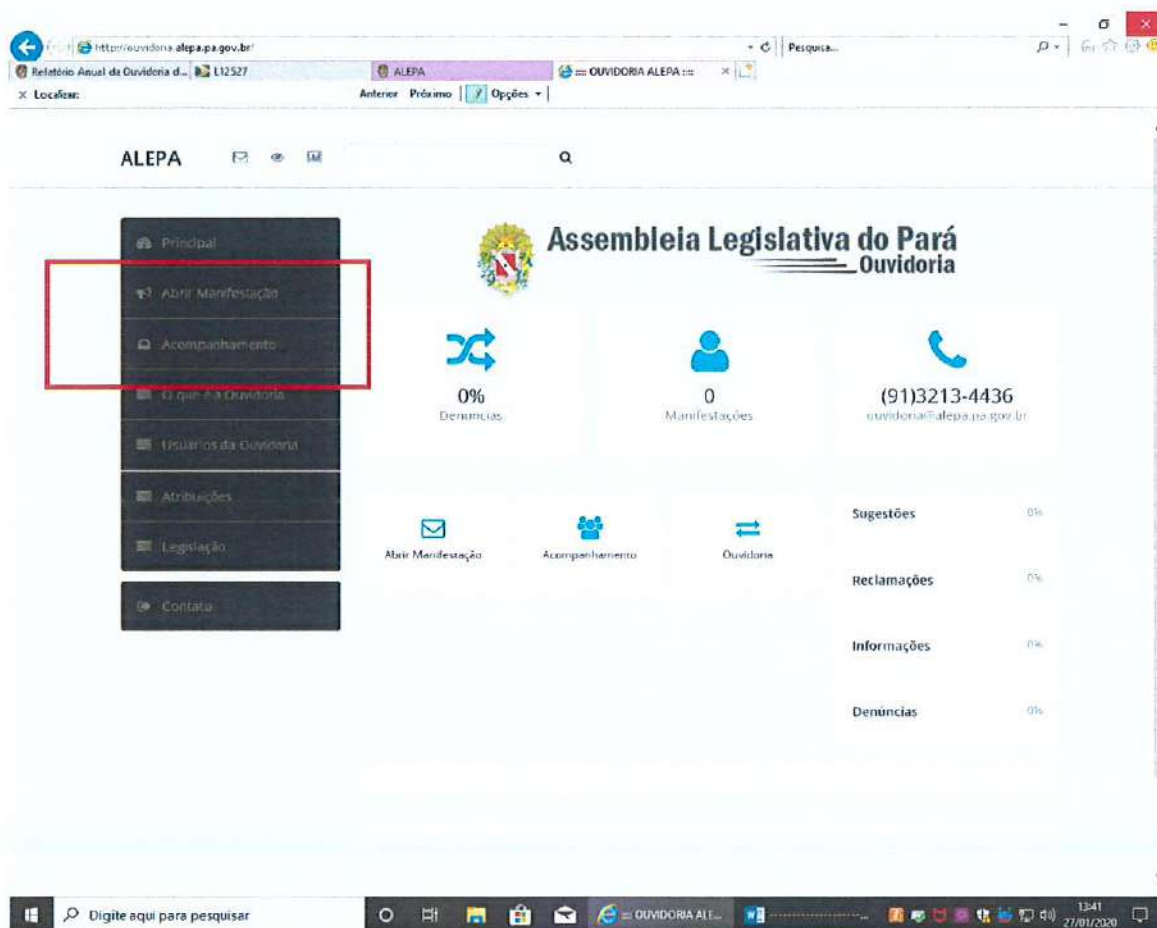 http://ouvidoria.alepa.pa.gov.br/
Pesquisa...
Relatório Anual da Ouvidoria d...
L12527
ALEPA
::::: OUVIDORIA ALEPA ::::
× Localizar:
Anterior Próximo
Opções
ALEPA
Principal
Abrir Manifestação
Acompanhamento
O que é a Ouvidoria
Usuários da Ouvidoria
Atribuições
Legislação
Contato
Assembleia Legislativa do Pará
Ouvidoria
0%
Denuncias
0
Manifestações
(91)3213-4436
ouvidoria@alepa.pa.gov.br
Abrir Manifestação
Acompanhamento
Ouvidoria
Sugestões 0%
Reclamações 0%
Informações 0%
Denúncias 0%
Digite aqui para pesquisar
OUVIDORIA ALE...
13:41
27/01/2020